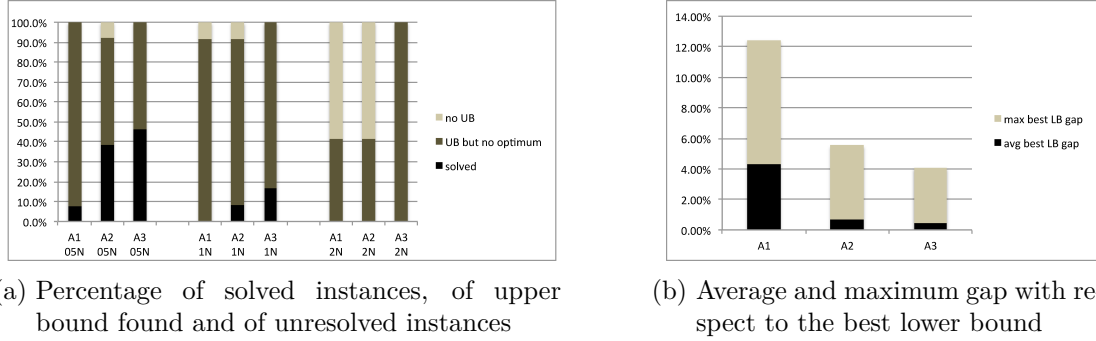 100.0%
90.0%
80.0%
70.0%
60.0%
50.0%
40.0%
30.0%
20.0%
10.0%
0.0%
A1 A2 A3 A1 A2 A3 A1 A2 A3
05N 05N 05N 1N 1N 1N 2N 2N 2N
no UB
UB but no optimum
solved
(a) Percentage of solved instances, of upper
bound found and of unresolved instances
14.00%
12.00%
10.00%
8.00%
6.00%
4.00%
2.00%
0.00%
A1 A2 A3
max best LB gap
avg best LB gap
(b) Average and maximum gap with re-
spect to the best lower bound